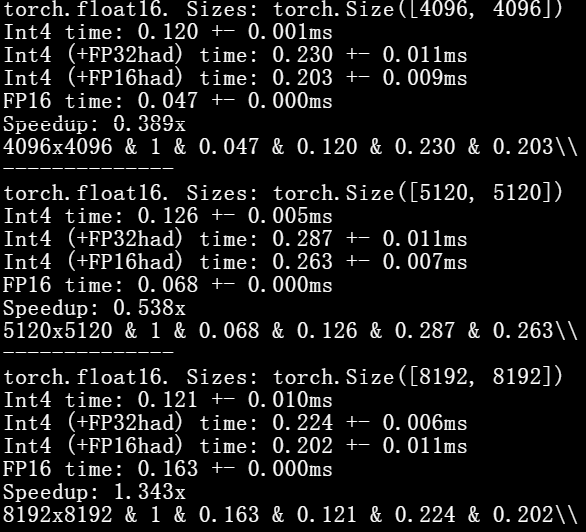 torch.float16. Sizes: torch.Size([4096, 4096])
Int4 time: 0.120 +- 0.001ms
Int4 (+FP32had) time: 0.230 +- 0.011ms
Int4 (+FP16had) time: 0.203 +- 0.009ms
FP16 time: 0.047 +- 0.000ms
Speedup: 0.389x
4096x4096 & 1 & 0.047 & 0.120 & 0.230 & 0.203\\
--------------
torch.float16. Sizes: torch.Size([5120, 5120])
Int4 time: 0.126 +- 0.005ms
Int4 (+FP32had) time: 0.287 +- 0.011ms
Int4 (+FP16had) time: 0.263 +- 0.007ms
FP16 time: 0.068 +- 0.000ms
Speedup: 0.538x
5120x5120 & 1 & 0.068 & 0.126 & 0.287 & 0.263\\
--------------
torch.float16. Sizes: torch.Size([8192, 8192])
Int4 time: 0.121 +- 0.010ms
Int4 (+FP32had) time: 0.224 +- 0.006ms
Int4 (+FP16had) time: 0.202 +- 0.011ms
FP16 time: 0.163 +- 0.000ms
Speedup: 1.343x
8192x8192 & 1 & 0.163 & 0.121 & 0.224 & 0.202\\